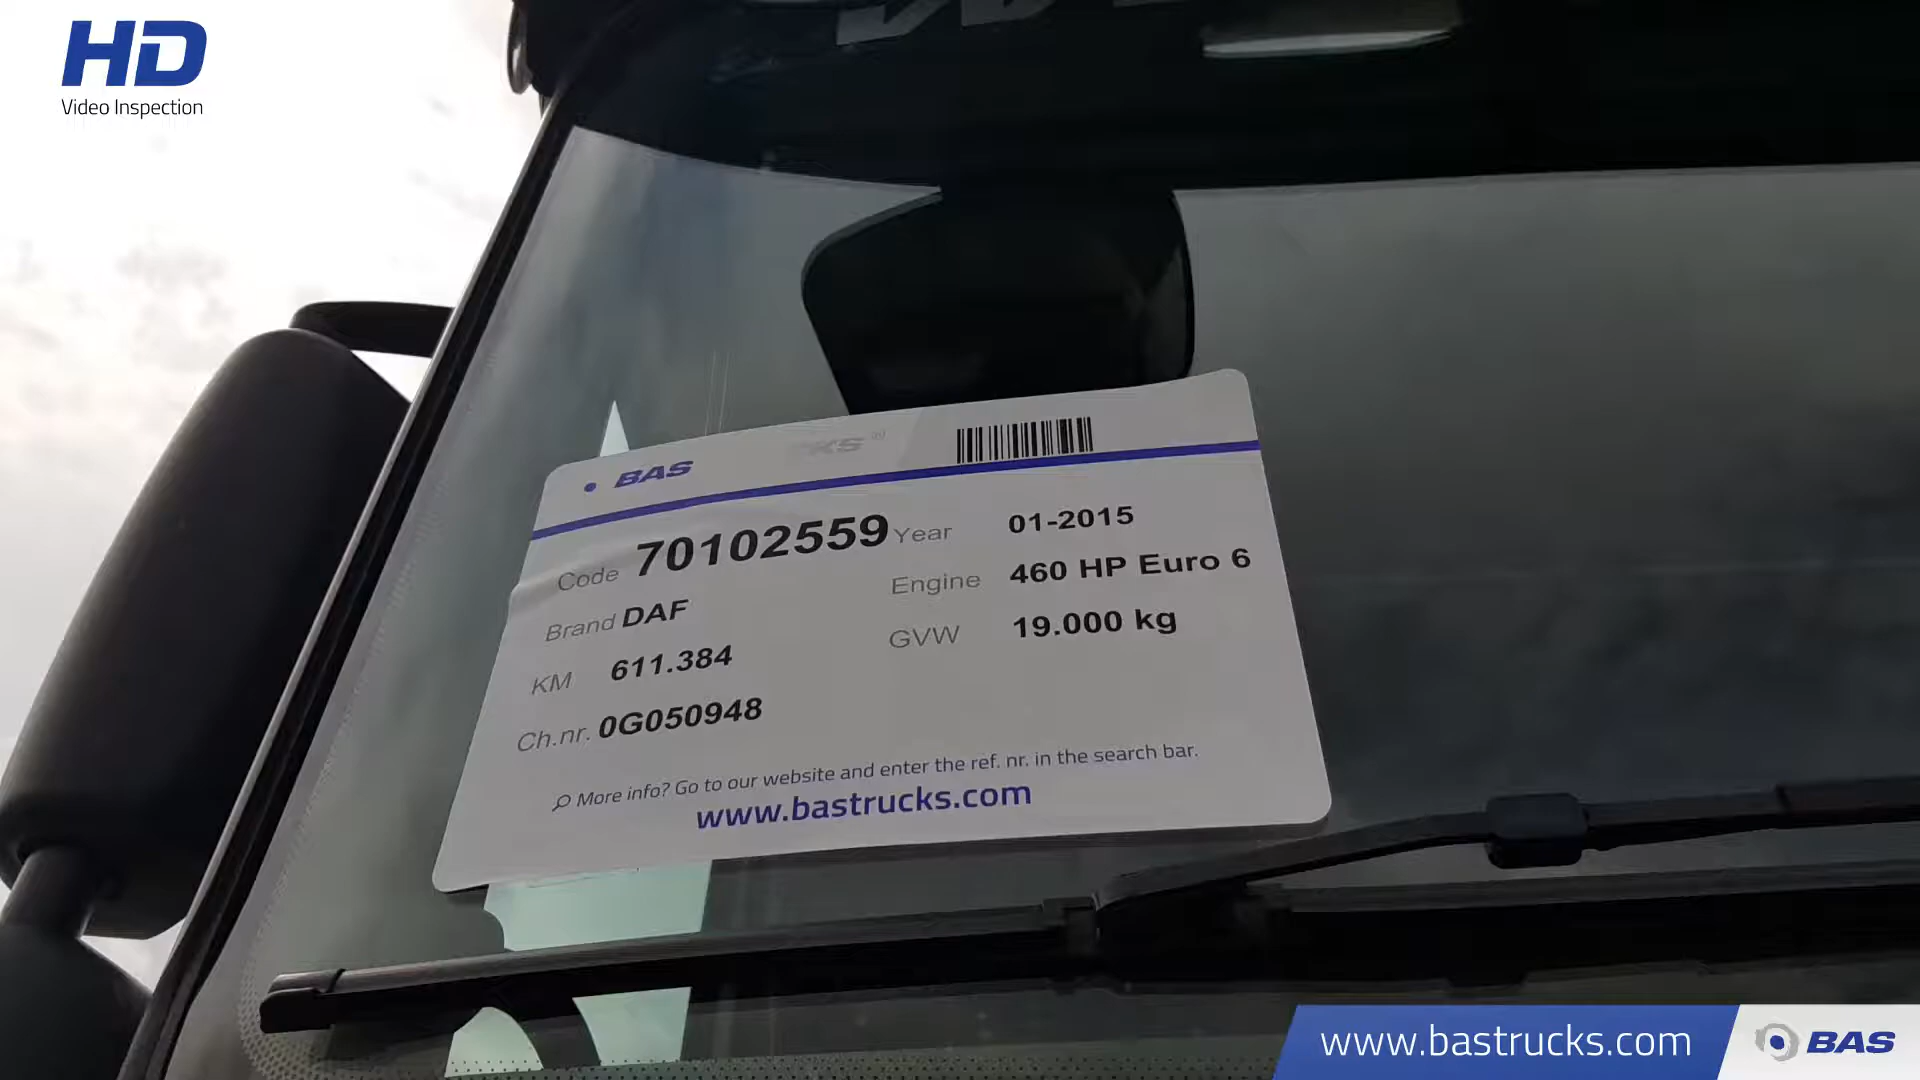 HD
Video Inspection
BAS
Code 70102559
Year 01-2015
Brand DAF
Engine 460 HP Euro 6
KM 611.384
GVW 19.000 kg
Ch.nr. 0G050948
More info? Go to our website and enter the ref. nr. in the search bar.
www.bastrucks.com
www.bastrucks.com
BAS